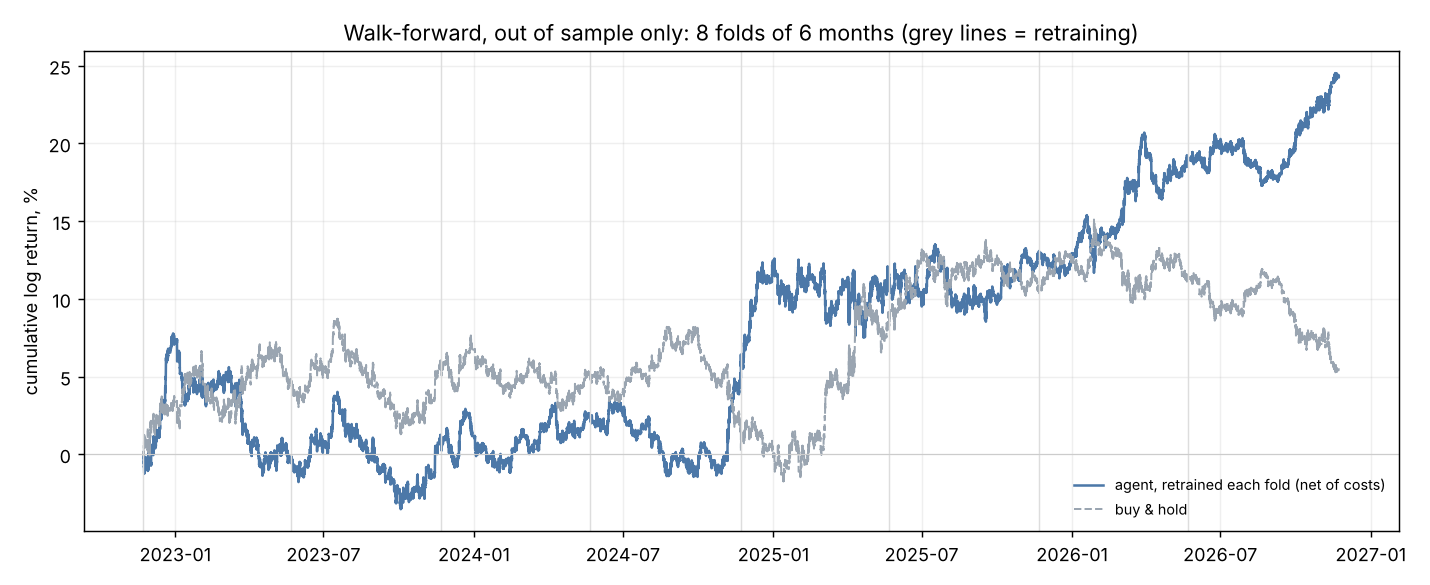 Walk-forward, out of sample only: 8 folds of 6 months (grey lines = retraining)
cumulative log return, %
25
20
15
10
5
0
agent, retrained each fold (net of costs)
buy & hold
2023-01 2023-07 2024-01 2024-07 2025-01 2025-07 2026-01 2026-07 2027-01